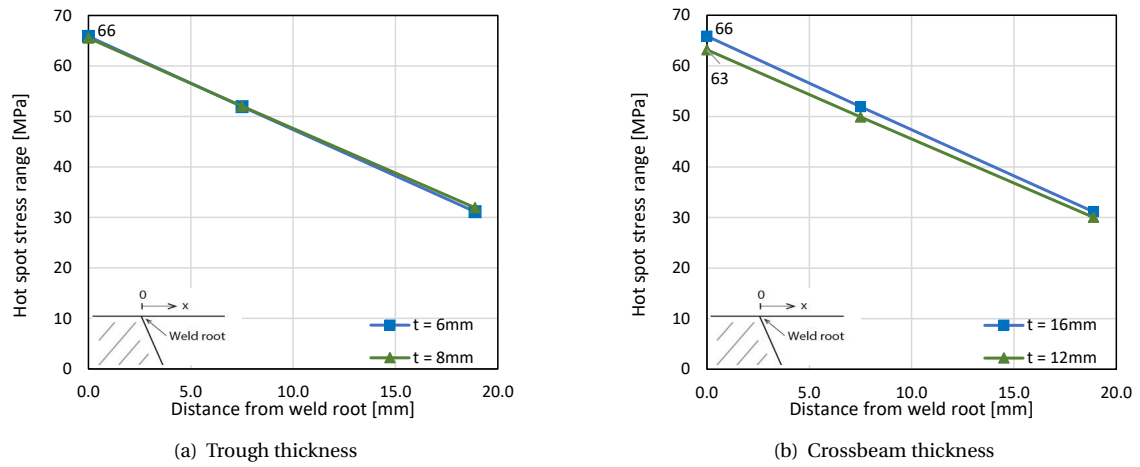 70
60
50
40
30
20
10
0
0.0 5.0 10.0 15.0 20.0
Hot spot stress range [MPa]
Distance from weld root [mm]
66
0
x
Weld root
t = 6mm
t = 8mm
(a) Trough thickness
70
60
50
40
30
20
10
0
0.0 5.0 10.0 15.0 20.0
Hot spot stress range [MPa]
Distance from weld root [mm]
66
63
0
x
Weld root
t = 16mm
t = 12mm
(b) Crossbeam thickness